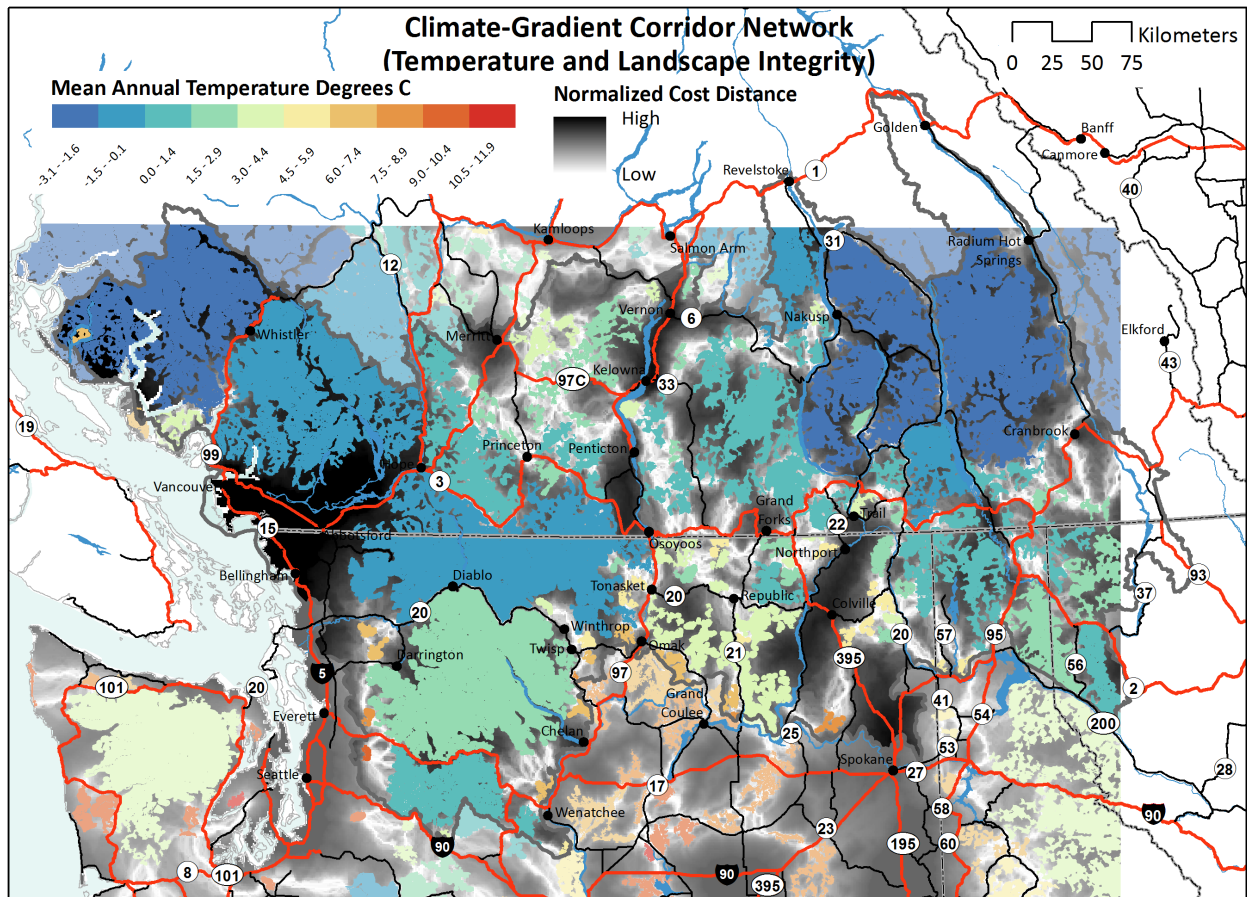 Climate-Gradient Corridor Network
(Temperature and Landscape Integrity)
Kilometers
0 25 50 75
Mean Annual Temperature Degrees C
-3.1 - -1.6
-1.5 - -0.1
0.0 - 1.4
1.5 - 2.9
3.0 - 4.4
4.5 - 5.9
6.0 - 7.4
7.5 - 8.9
9.0 - 10.4
10.5 - 11.9
Normalized Cost Distance
High
Low
Golden
Banff
Canmore
Revelstoke
1
40
Kamloops
Salmon Arm
31
Radium Hot
Springs
12
Vernon
6
Nakusp
Whistler
Merritt
Elkford
43
Kelowna
97C
33
19
99
Princeton
Penticton
Cranbrook
Hope
3
Vancouver
Grand
Forks
Trail
22
15
Abbotsford
Osoyoos
Northport
Bellingham
Diablo
Tonasket
20
Republic
Colville
93
37
20
Winthrop
Twisp
Omak
21
20
57
95
Darrington
97
395
56
101
20
5
Grand
Coulee
41
54
2
200
Everett
Chelan
25
53
Seattle
Spokane
27
28
17
Wenatchee
58
90
23
195
60
90
8
101
90
395